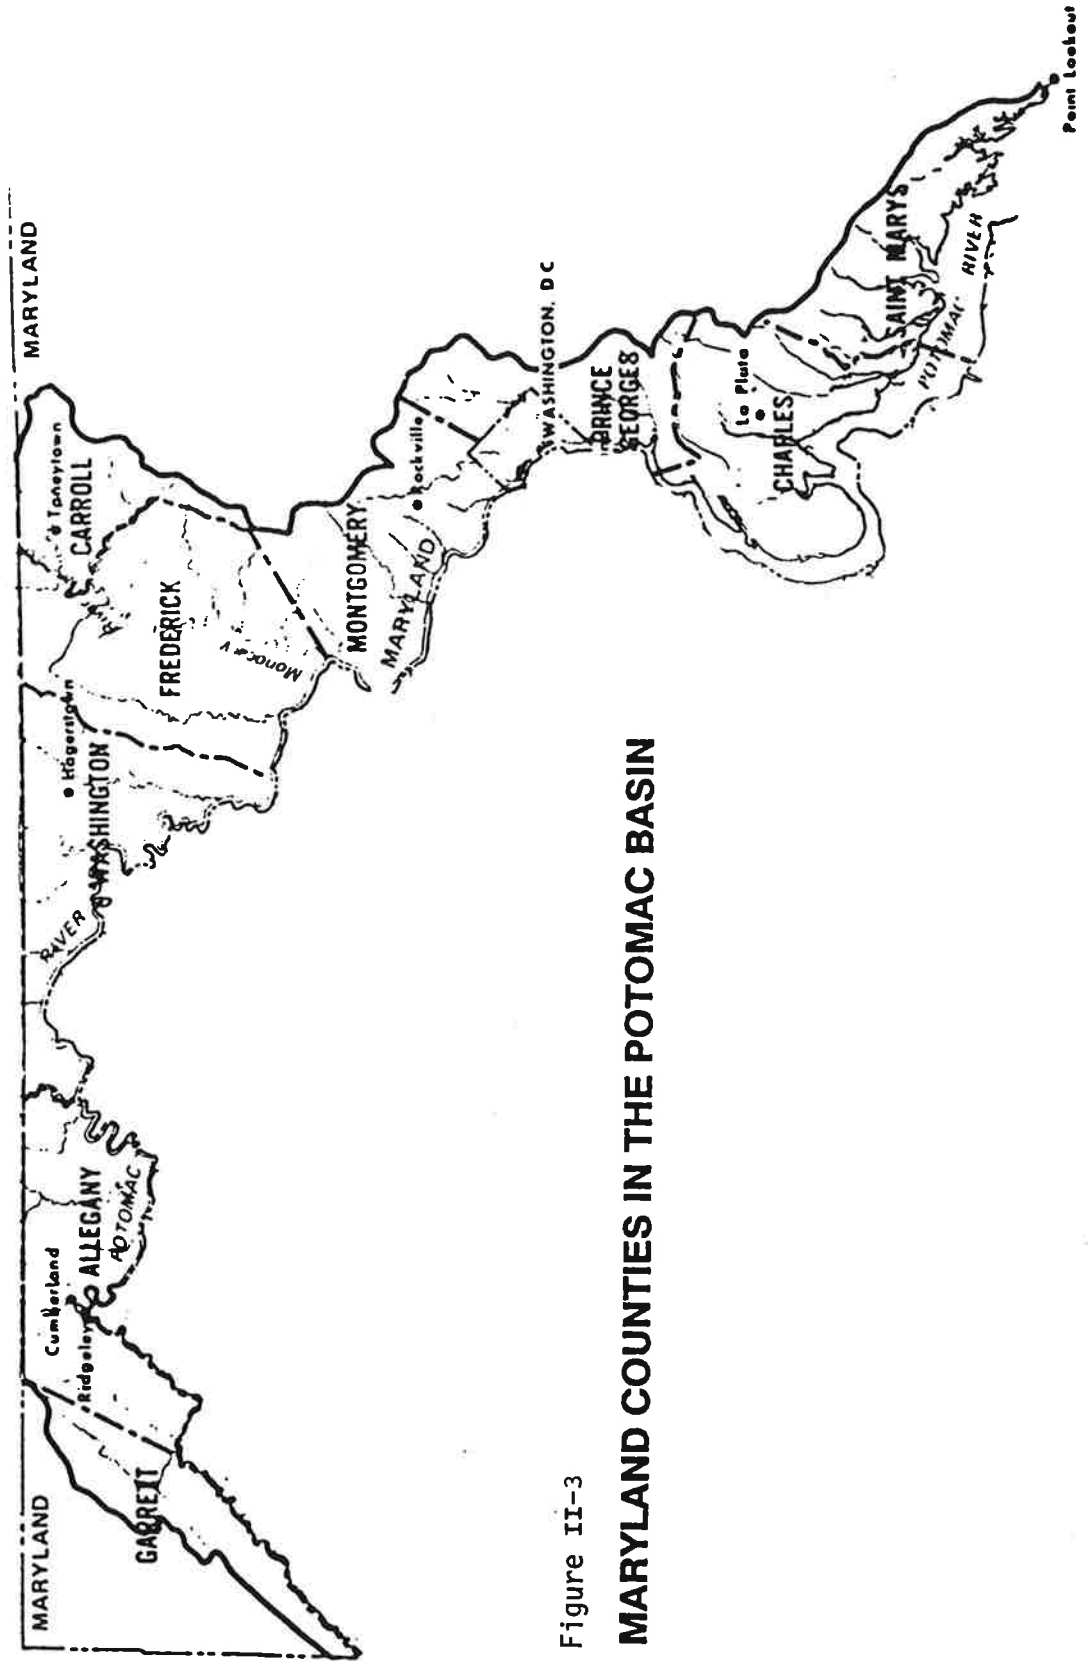 MARYLAND
MARYLAND
Cumberland
Ridgeley
ALLEGANY
POTOMAC
GARRETT
RIVER
Hagerstown
WASHINGTON
Taneytown
CARROLL
FREDERICK
MONTGOMERY
MARYLAND
Rockville
WASHINGTON, DC
PRINCE
GEORGES
La Plata
CHARLES
SAINT MARYS
POTOMAC
RIVER
Point Lookout
Figure II-3
MARYLAND COUNTIES IN THE POTOMAC BASIN